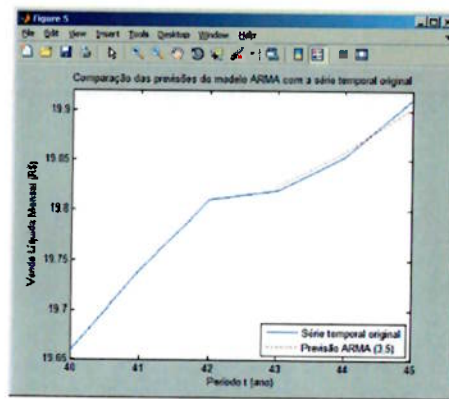 Figure 5
File Edit View Insert Tools Desktop Window Help
Comparação das previsões do modelo ARMA com a série temporal original
Venda Líquida Mensal (R$)
19.9
19.85
19.8
19.75
19.7
19.65
40 41 42 43 44 45
Período t (ano)
Série temporal original
Previsão ARMA (3,5)